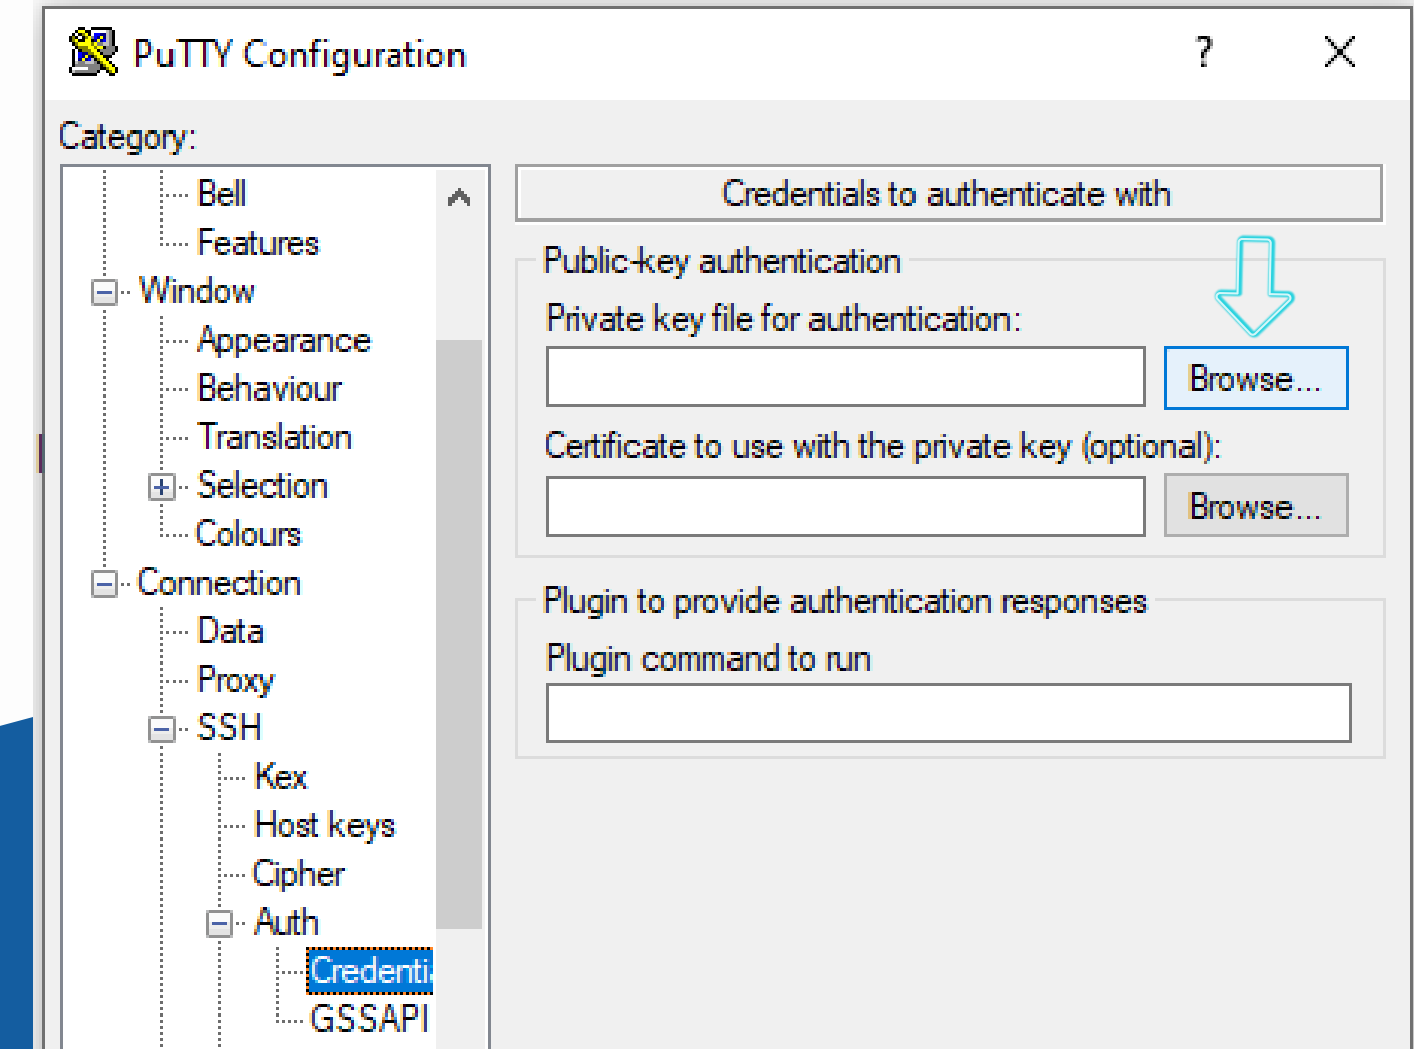 PuTTY Configuration
?
Category:
Bell
Features
Window
Appearance
Behaviour
Translation
Selection
Colours
Connection
Data
Proxy
SSH
Kex
Host keys
Cipher
Auth
Credenti
GSSAPI
Credentials to authenticate with
Public-key authentication
Private key file for authentication:
Browse...
Certificate to use with the private key (optional):
Browse...
Plugin to provide authentication responses
Plugin command to run